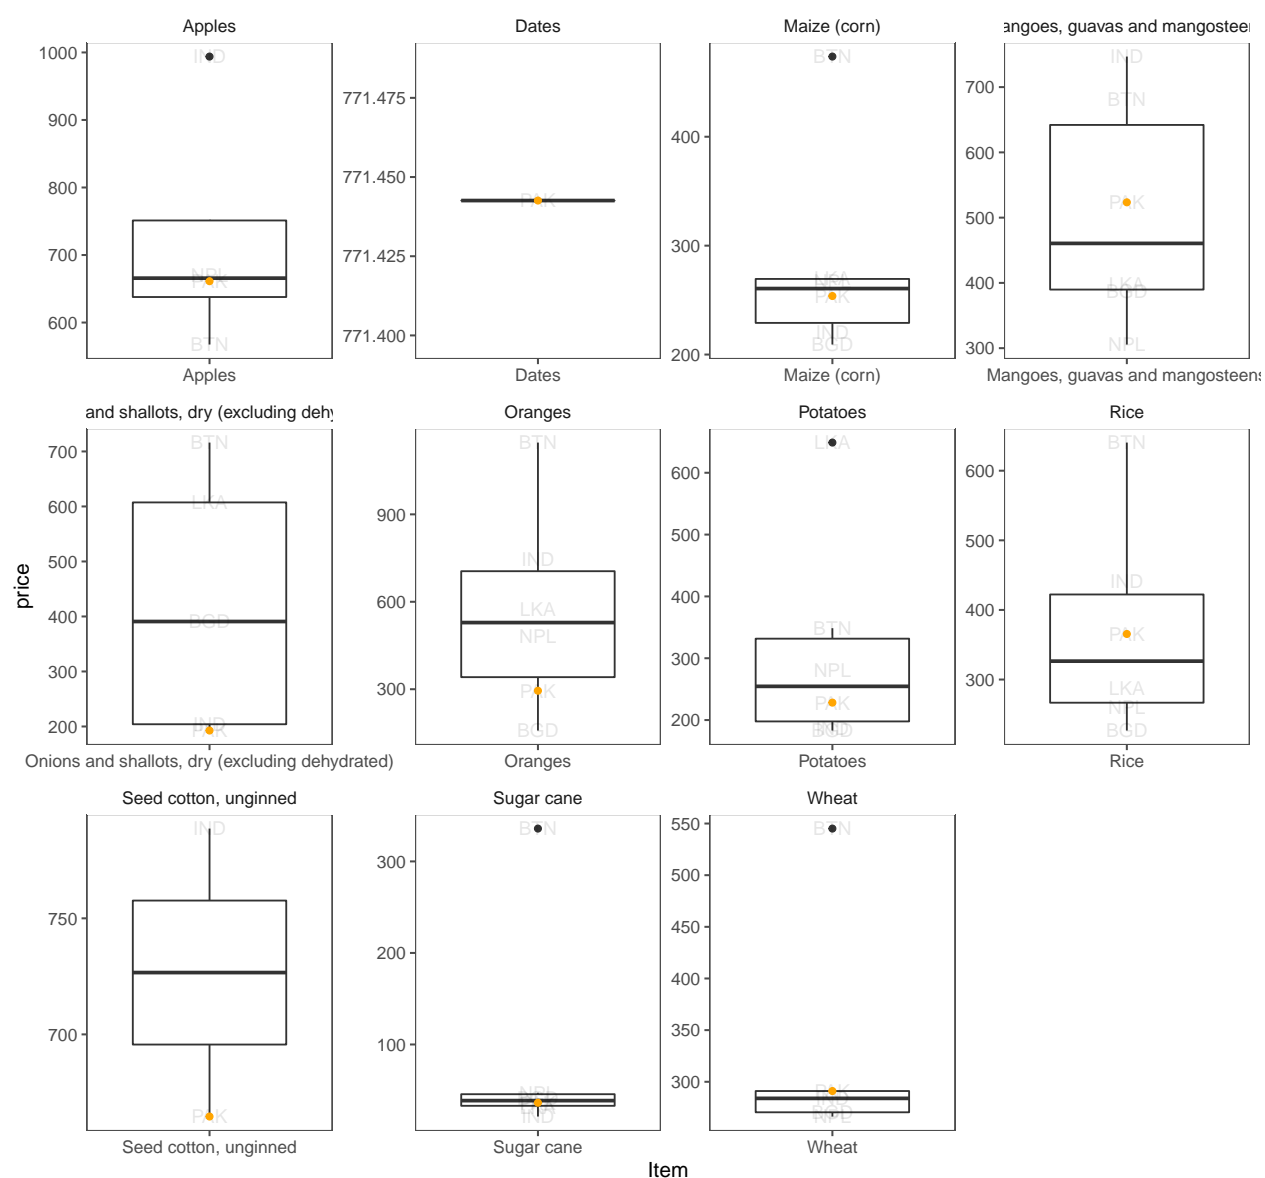 Apples
Dates
Maize (corn)
angoes, guavas and mangostee
1000
900
800
700
600
IND
NPL
PAK
BTN
Apples
771.475
771.450
771.425
771.400
PAK
Dates
400
300
200
BTN
LKA
NPL
PAK
IND
BGD
Maize (corn)
700
600
500
400
300
IND
BTN
PAK
LKA
BGD
NPL
Mangoes, guavas and mangosteens
and shallots, dry (excluding dehy
Oranges
Potatoes
Rice
price
700
600
500
400
300
200
BTN
LKA
BGD
IND
PAK
Onions and shallots, dry (excluding dehydrated)
900
600
300
BTN
IND
LKA
NPL
PAK
BGD
Oranges
600
500
400
300
200
LKA
BTN
NPL
PAK
IND
BGD
Potatoes
600
500
400
300
BTN
IND
PAK
LKA
NPL
BGD
Rice
Seed cotton, unginned
Sugar cane
Wheat
750
700
IND
PAK
Seed cotton, unginned
300
200
100
BTN
NPL
LKA
IND
Sugar cane
550
500
450
400
350
300
BTN
PAK
IND
BGD
NPL
Wheat
Item